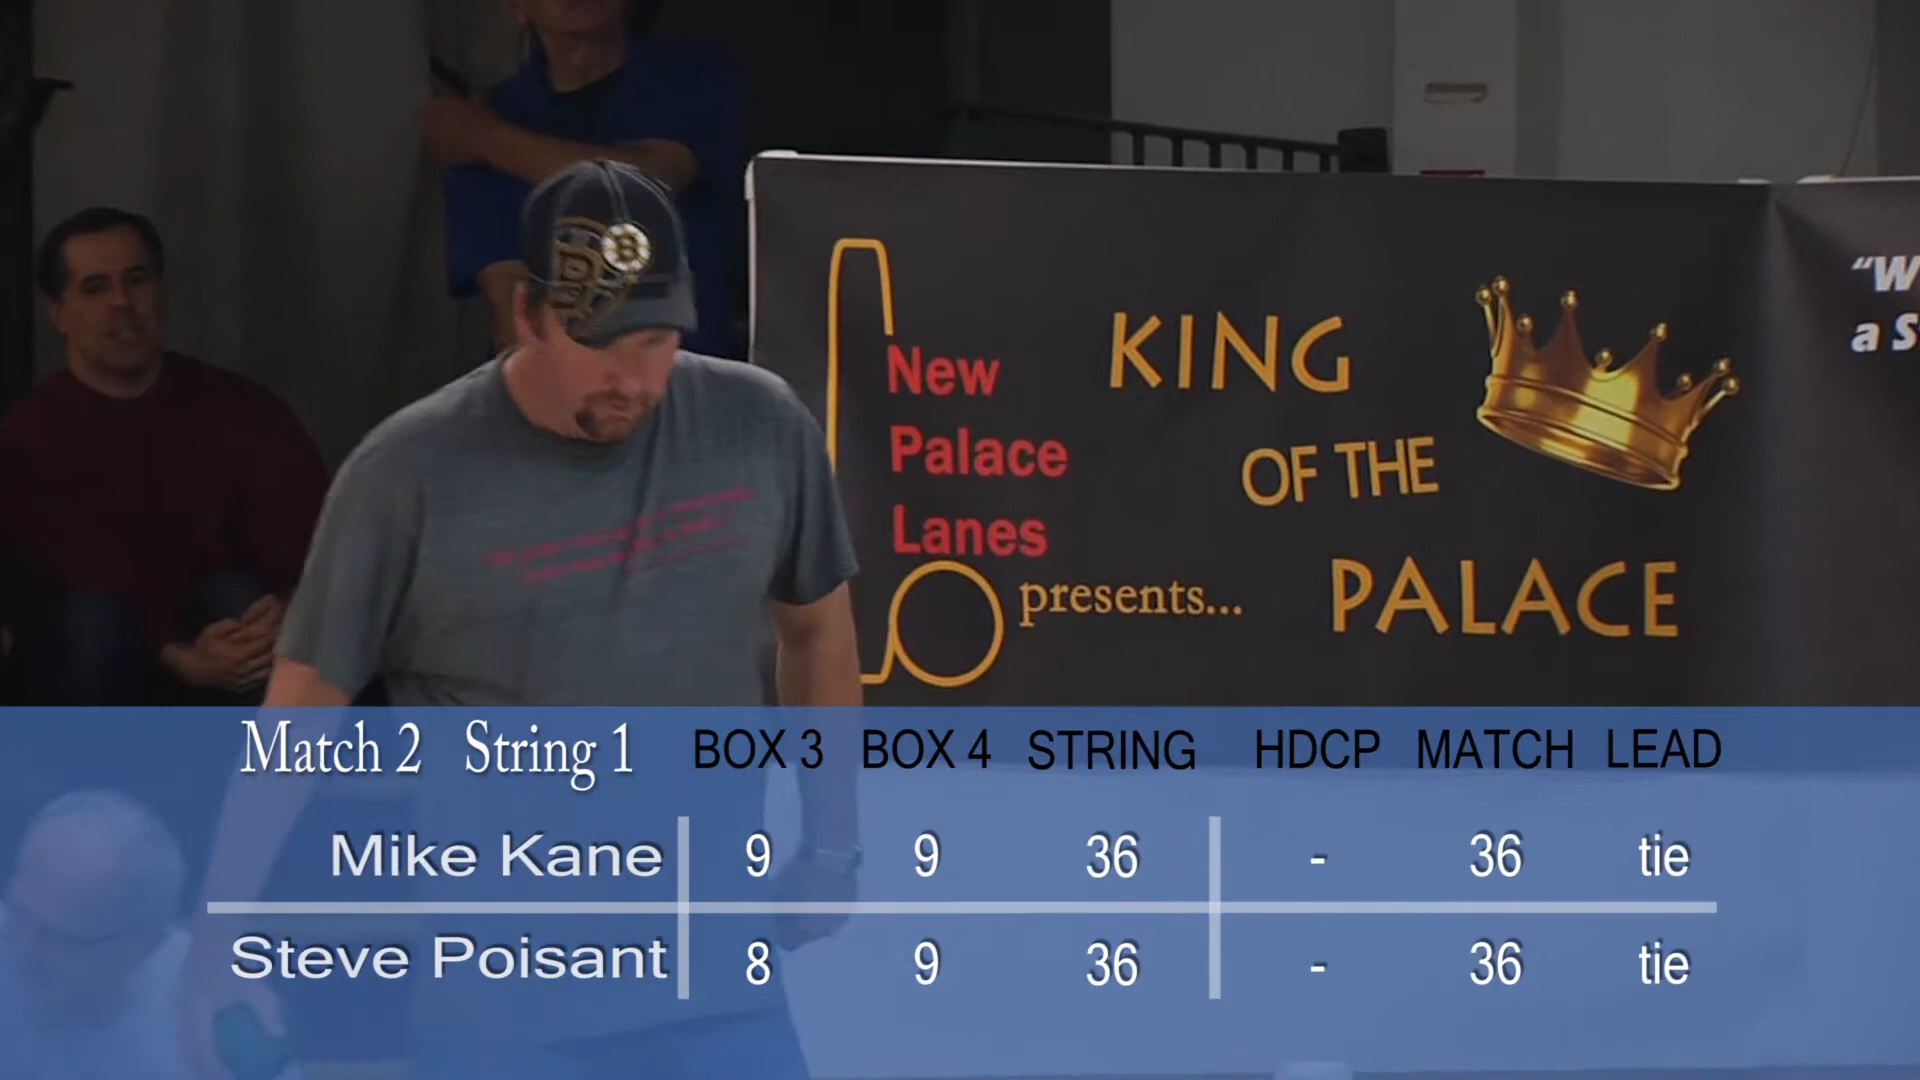 B
"W
a S
New
Palace
Lanes
presents...
KING
OF THE
PALACE
Match 2 String 1 BOX 3 BOX 4 STRING HDCP MATCH LEAD
Mike Kane 9 9 36 - 36 tie
Steve Poisant 8 9 36 - 36 tie